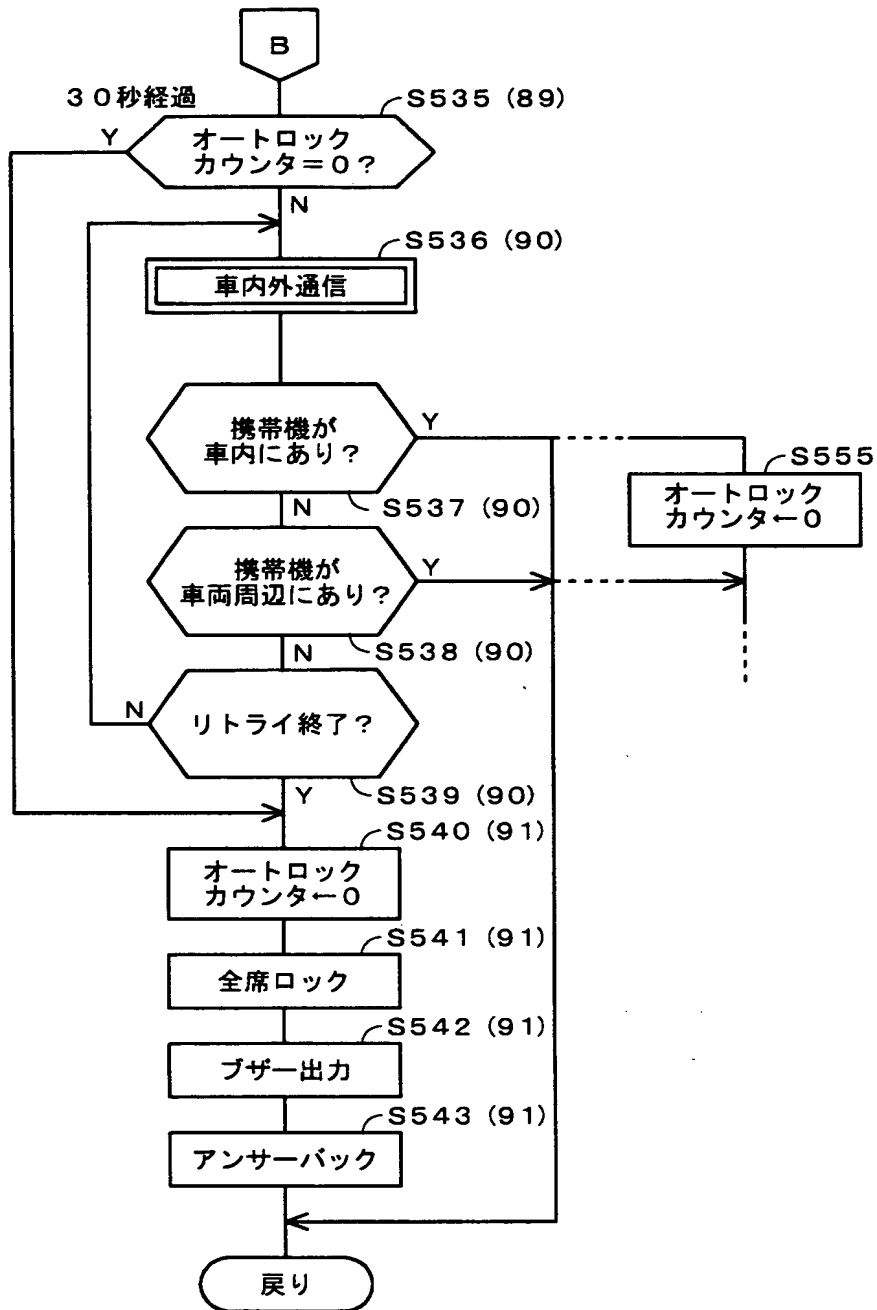 B
30秒経過
S535(89)
Y
オートロック
カウンタ=0?
N
S536(90)
車内外通信
携帯機が
車内にあり?
Y
S555
オートロック
カウンタ←0
N
S537(90)
携帯機が
車両周辺にあり?
Y
N
S538(90)
N
リトライ終了?
Y
S539(90)
S540(91)
オートロック
カウンタ←0
S541(91)
全席ロック
S542(91)
ブザー出力
S543(91)
アンサーバック
戻り